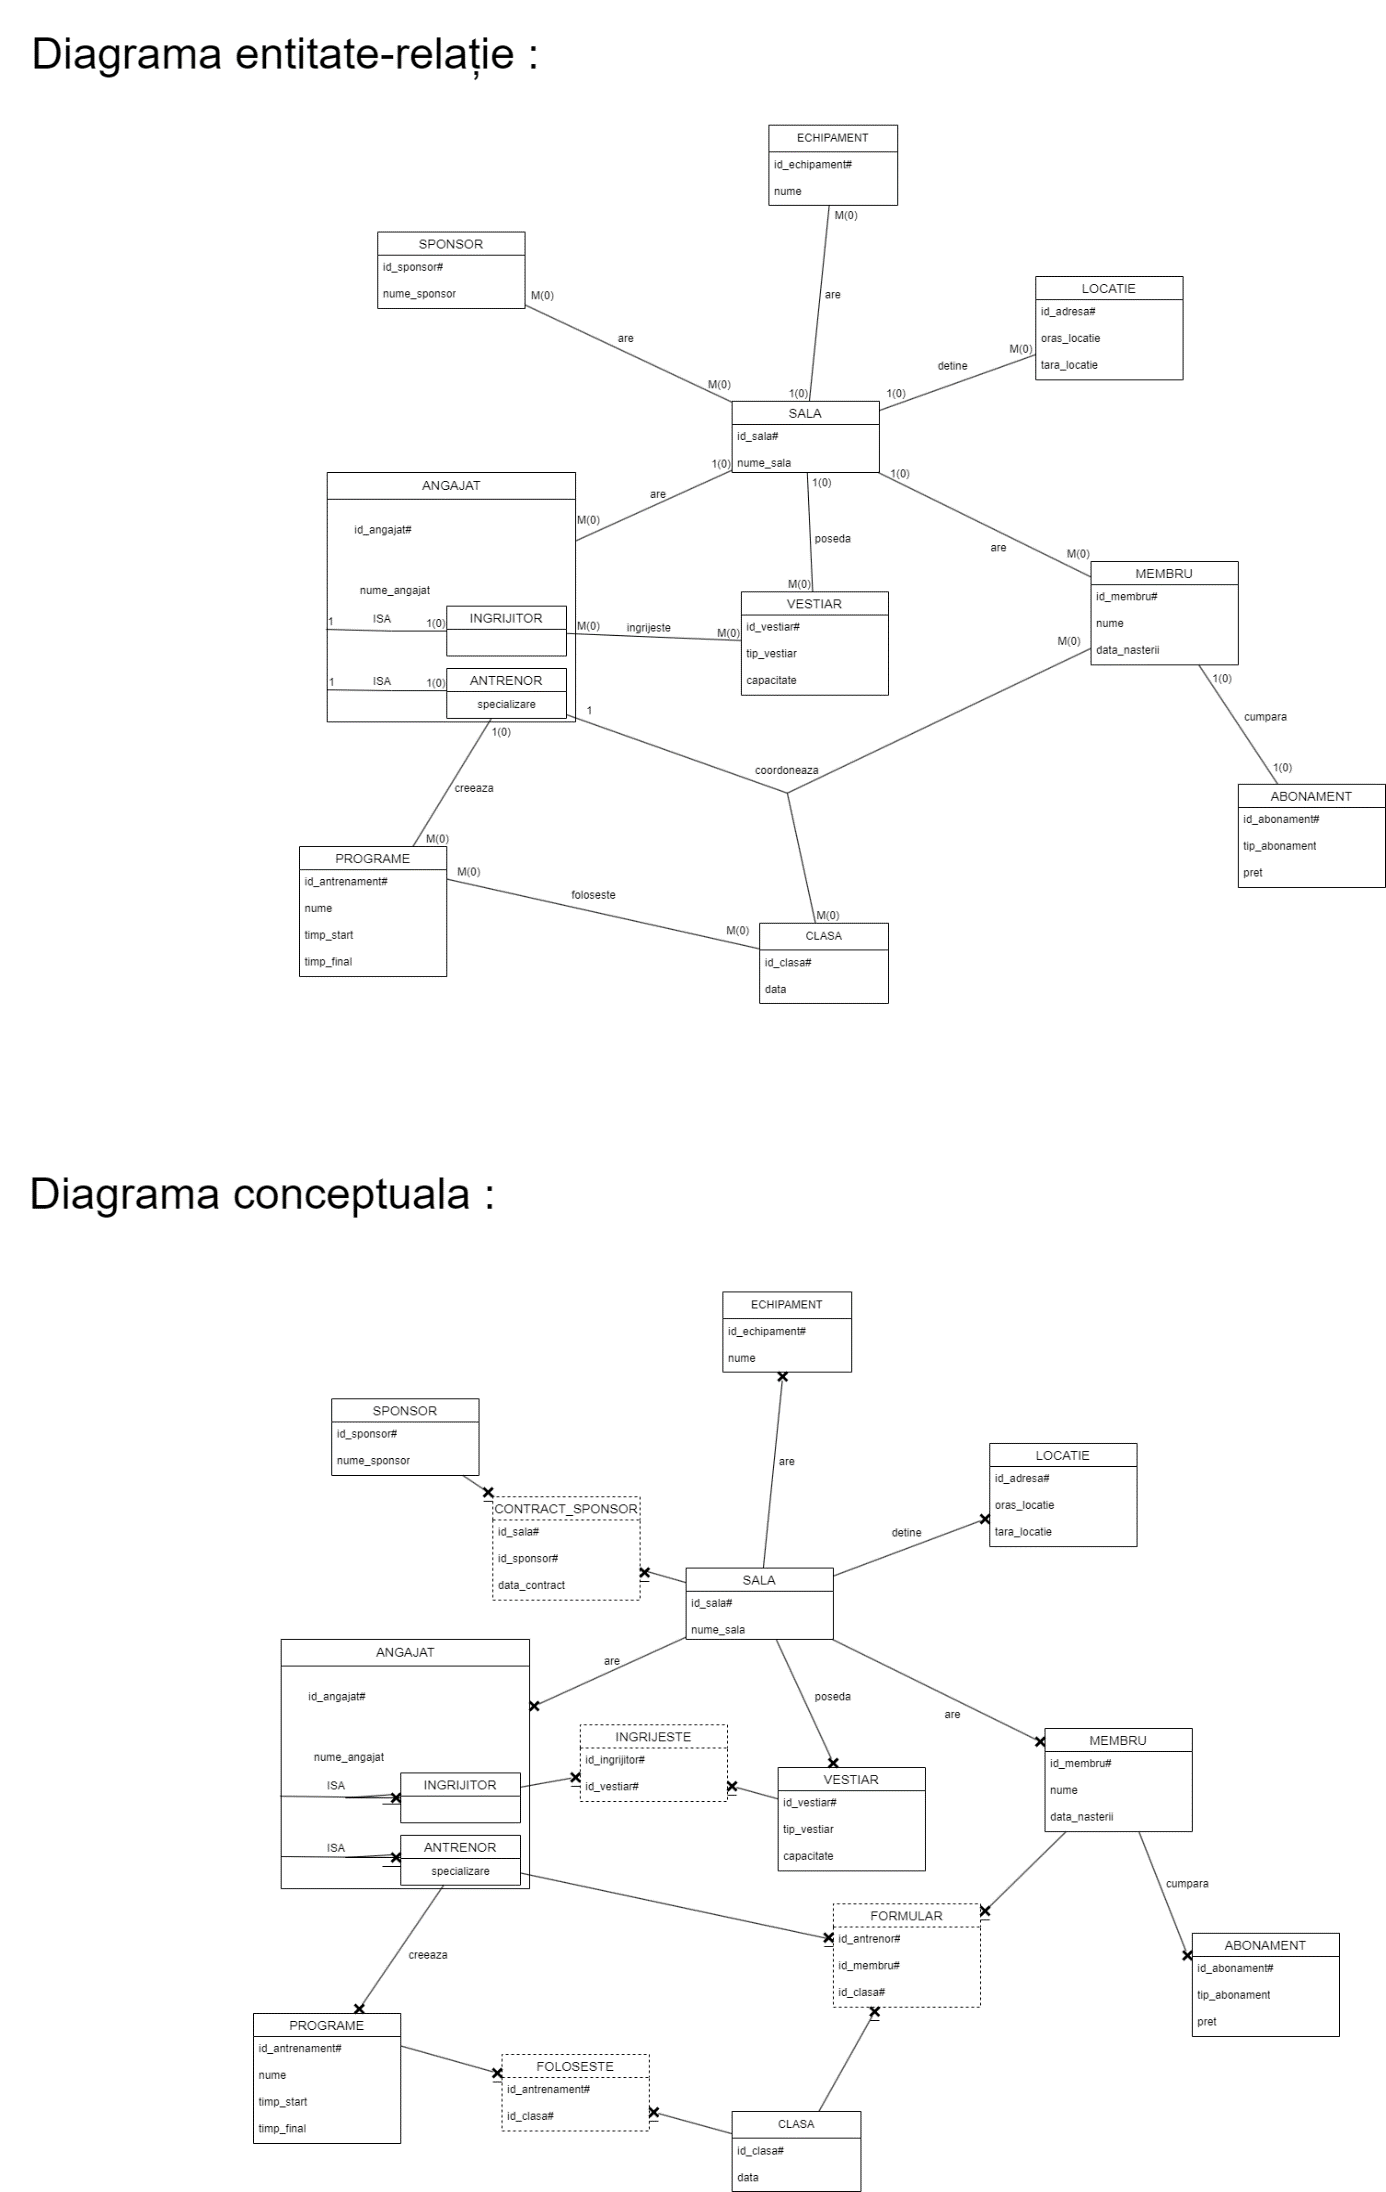 Diagrama entitate-relație :
ECHIPAMENT
id_echipament#
nume
M(0)
SPONSOR
id_sponsor#
nume_sponsor
M(0)
are
are
LOCATIE
id_adresa#
oras_locatie
tara_locatie
M(0)
detine
M(0)
1(0)
1(0)
SALA
id_sala#
nume_sala
1(0)
1(0)
1(0)
ANGAJAT
id_angajat#
nume_angajat
are
M(0)
poseda
M(0)
are
M(0)
MEMBRU
id_membru#
nume
data_nasterii
M(0)
VESTIAR
id_vestiar#
tip_vestiar
capacitate
1
ISA
1(0)
INGRIJITOR
M(0)
ingrijeste
M(0)
1
ISA
1(0)
ANTRENOR
specializare
1
1(0)
1(0)
cumpara
1(0)
coordoneaza
creeaza
ABONAMENT
id_abonament#
tip_abonament
pret
M(0)
PROGRAME
id_antrenament#
nume
timp_start
timp_final
M(0)
foloseste
M(0)
M(0)
CLASA
id_clasa#
data
Diagrama conceptuala :
ECHIPAMENT
id_echipament#
nume
SPONSOR
id_sponsor#
nume_sponsor
are
LOCATIE
id_adresa#
oras_locatie
tara_locatie
CONTRACT_SPONSOR
id_sala#
id_sponsor#
data_contract
detine
SALA
id_sala#
nume_sala
ANGAJAT
id_angajat#
nume_angajat
are
poseda
are
INGRIJESTE
id_ingrijitor#
id_vestiar#
MEMBRU
id_membru#
nume
data_nasterii
VESTIAR
id_vestiar#
tip_vestiar
capacitate
ISA
INGRIJITOR
ISA
ANTRENOR
specializare
cumpara
FORMULAR
id_antrenor#
id_membru#
id_clasa#
ABONAMENT
id_abonament#
tip_abonament
pret
creeaza
PROGRAME
id_antrenament#
nume
timp_start
timp_final
FOLOSESTE
id_antrenament#
id_clasa#
CLASA
id_clasa#
data